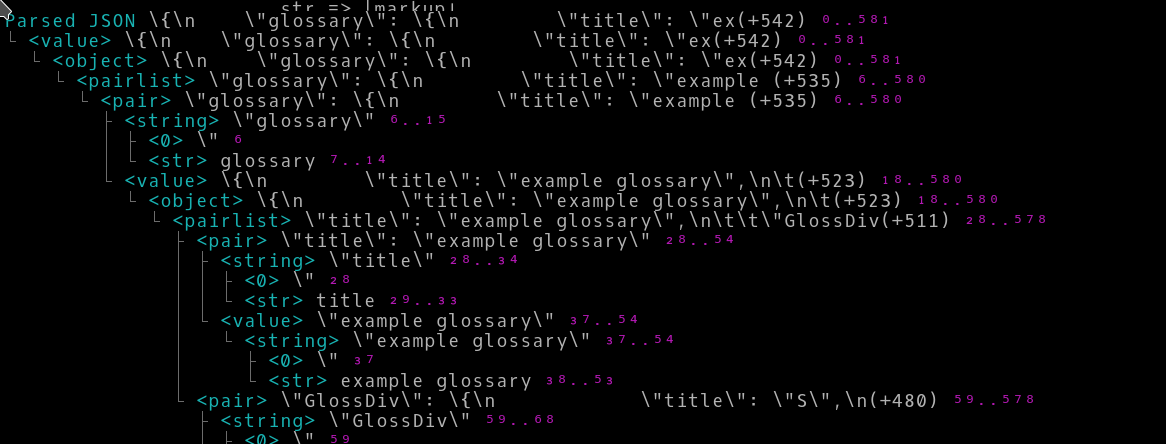 str => [markup]
Parsed JSON \{\n    \"glossary\": \{\n        \"title\": \"ex(+542) 0..581
└ <value> \{\n    \"glossary\": \{\n        \"title\": \"ex(+542) 0..581
└ <object> \{\n    \"glossary\": \{\n        \"title\": \"ex(+542) 0..581
└ <pairlist> \"glossary\": \{\n        \"title\": \"example (+535) 6..580
└ <pair> \"glossary\": \{\n        \"title\": \"example (+535) 6..580
├ <string> \"glossary\" 6..15
├ <0> \" 6
└ <str> glossary 7..14
└ <value> \{\n        \"title\": \"example glossary\",\n\t(+523) 18..580
└ <object> \{\n        \"title\": \"example glossary\",\n\t(+523) 18..580
└ <pairlist> \"title\": \"example glossary\",\n\t\t\"GlossDiv(+511) 28..578
├ <pair> \"title\": \"example glossary\" 28..54
├ <string> \"title\" 28..34
├ <0> \" 28
└ <str> title 29..33
└ <value> \"example glossary\" 37..54
└ <string> \"example glossary\" 37..54
├ <0> \" 37
└ <str> example glossary 38..53
└ <pair> \"GlossDiv\": \{\n            \"title\": \"S\",\n(+480) 59..578
├ <string> \"GlossDiv\" 59..68
├ <0> \" 59